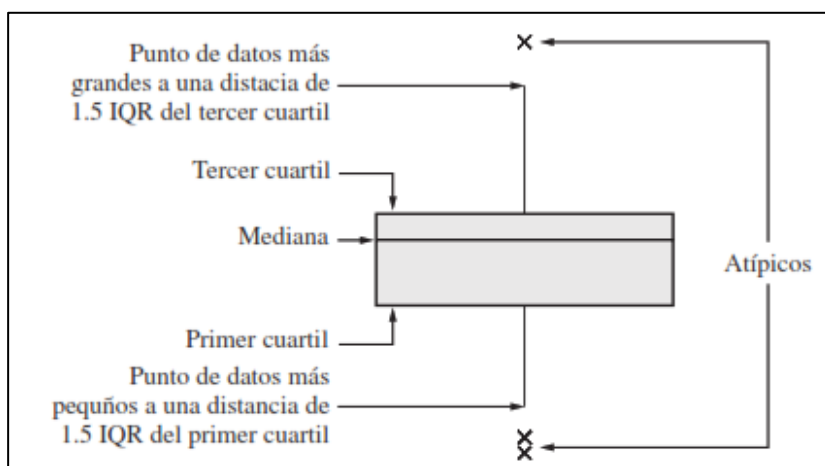 Punto de datos más
grandes a una distacia de
1.5 IQR del tercer cuartil
Tercer cuartil
Mediana
Atípicos
Primer cuartil
Punto de datos más
pequños a una distancia de
1.5 IQR del primer cuartil